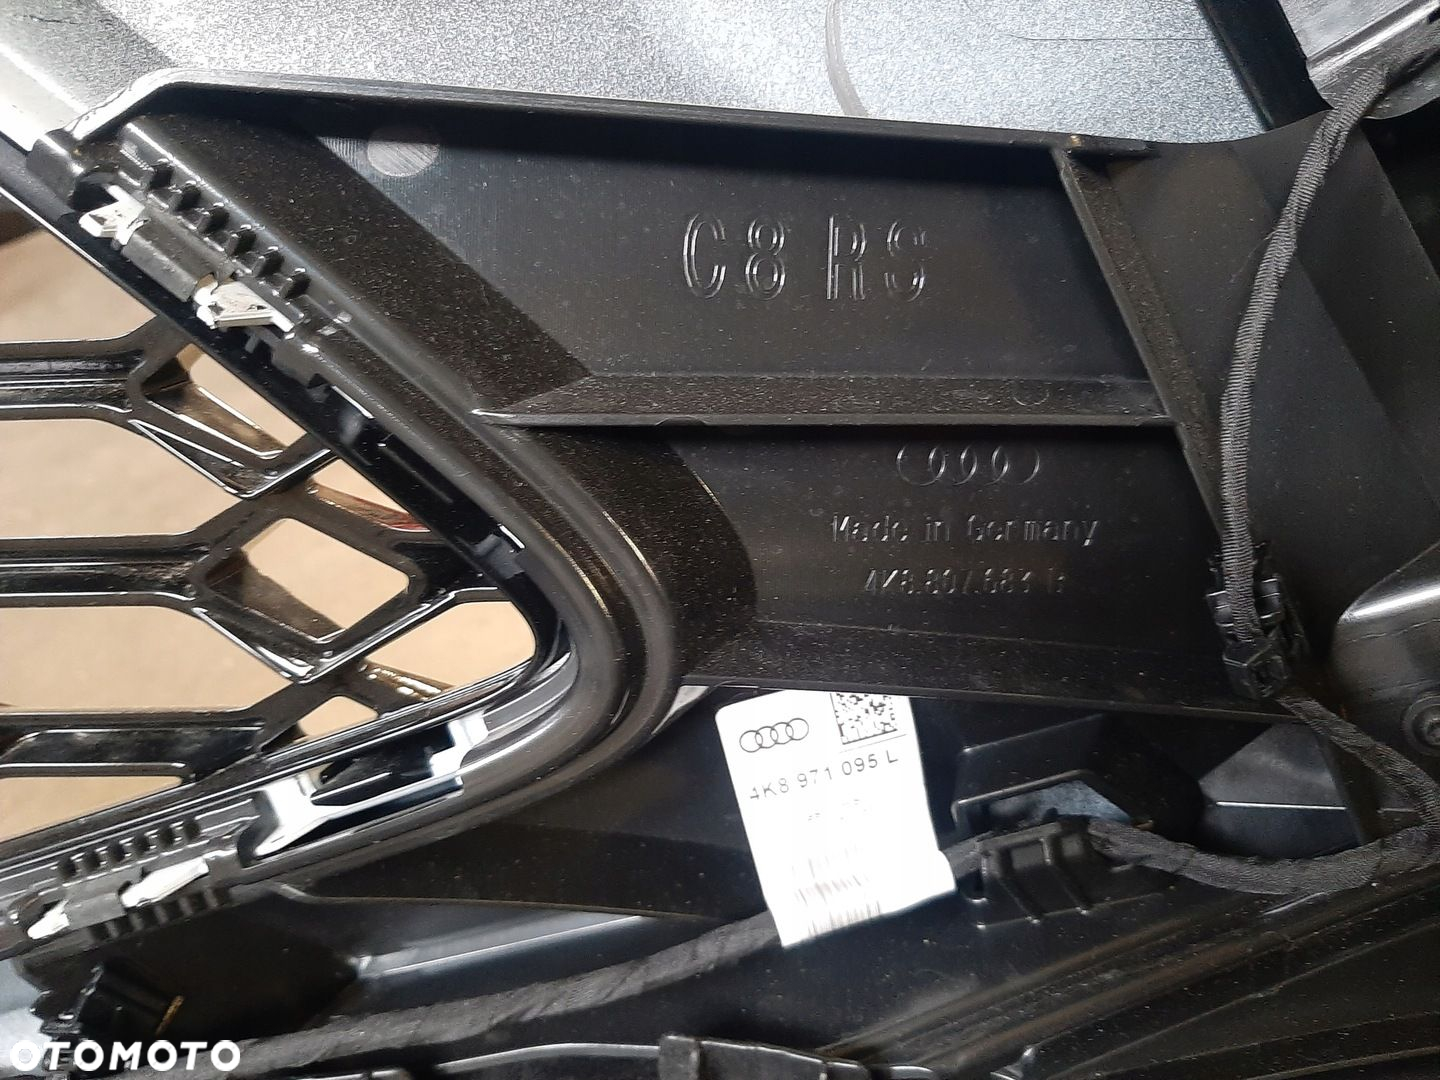 C8 RS
Made in Germany
4K8 971 095 L
OTOMOTO